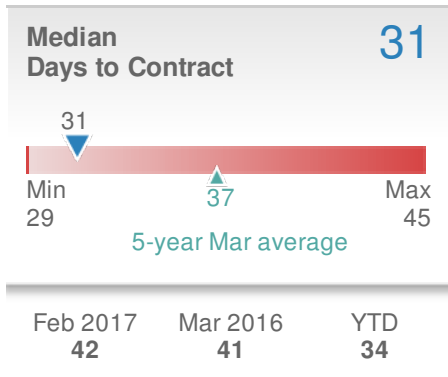 Median
Days to Contract
31
31
Min
29
37
Max
45
5-year Mar average
Feb 2017 Mar 2016 YTD
42 41 34